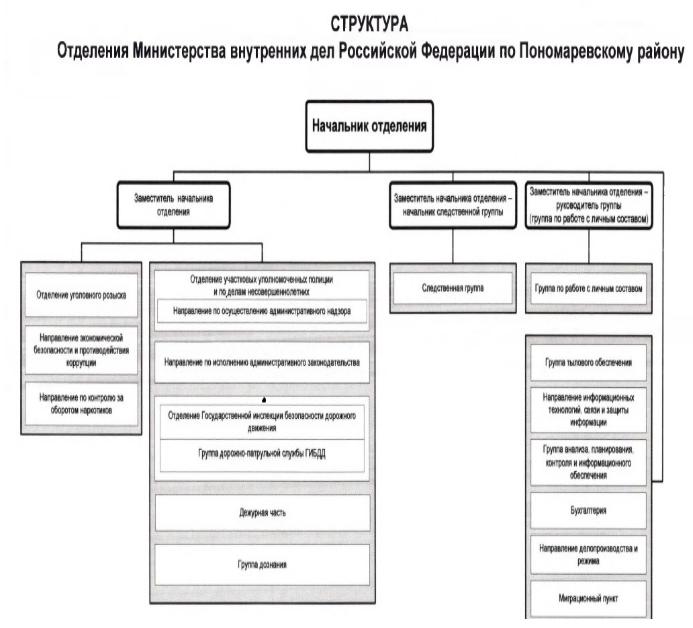 СТРУКТУРА
Отделения Министерства внутренних дел Российской Федерации по Пономаревскому району
Начальник отделения
Заместитель начальника
отделения
Заместитель начальника отделения –
начальник следственной группы
Заместитель начальника отделения –
руководитель группы
(группа по работе с личным составом)
Отделение уголовного розыска
Направление экономической
безопасности и противодействия
коррупции
Направление по контролю за
оборотом наркотиков
Отделение участковых уполномоченных полиции
и по делам несовершеннолетних
Направление по осуществлению административного надзора
Направление по исполнению административного законодательства
Отделение Государственной инспекции безопасности дорожного
движения
Группа дорожно-патрульной службы ГИБДД
Дежурная часть
Группа дознания
Следственная группа
Группа по работе с личным составом
Группа тылового обеспечения
Направление информационных
технологий, связи и защиты
информации
Группа анализа, планирования,
контроля и информационного
обеспечения
Бухгалтерия
Направление делопроизводства и
режима
Миграционный пункт